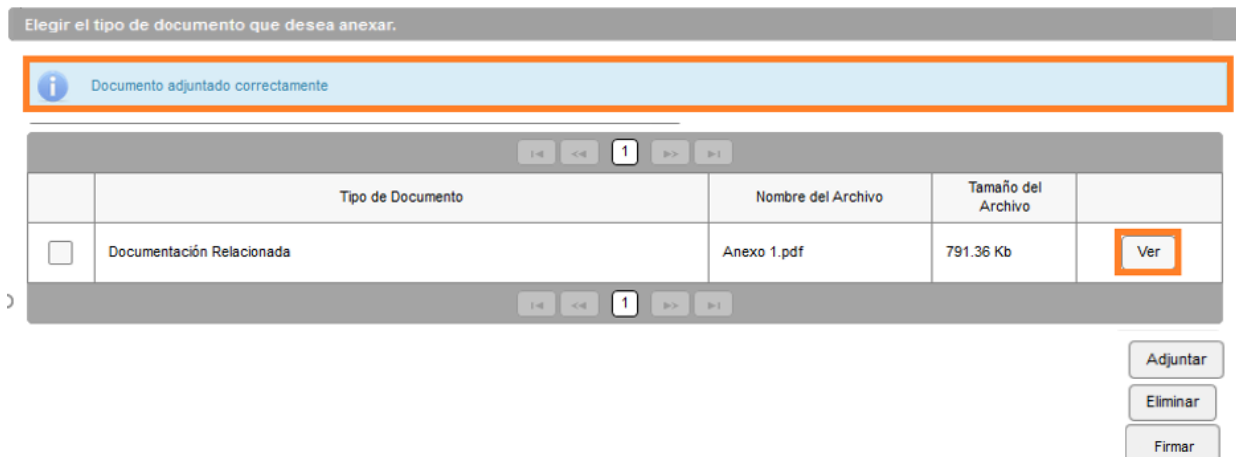 Elegir el tipo de documento que desea anexar.
Documento adjuntado correctamente
1
Tipo de Documento
Nombre del Archivo
Tamaño del
Archivo
Documentación Relacionada
Anexo 1.pdf
791.36 Kb
Ver
1
Adjuntar
Eliminar
Firmar